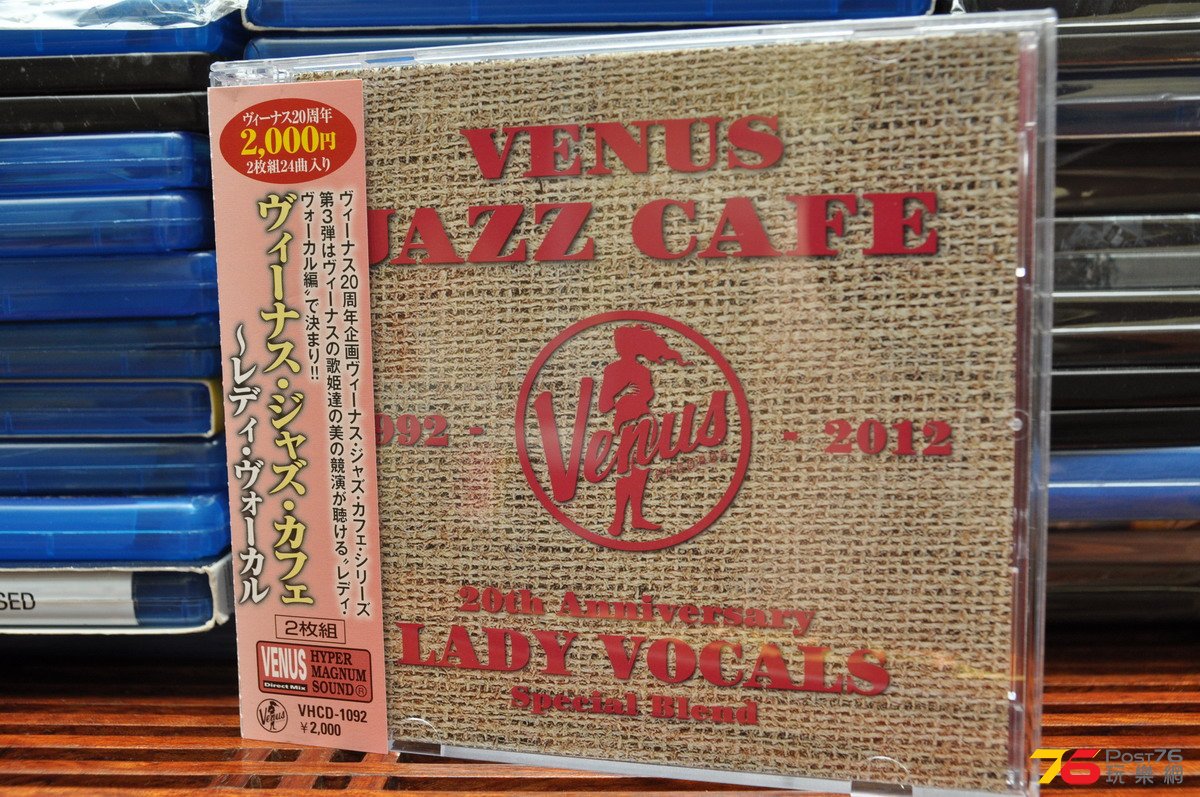 ヴィーナス20周年
2,000円
2枚組24曲入り
ヴィーナス20周年企画ヴィーナス・ジャズ・カフェ・シリーズ
第3弾はヴィーナスの歌姫達の美の競演が聴ける〝レディ・
ヴォーカル編〟で決まり!!
ヴィーナス・ジャズ・カフェ
〜レディ・ヴォーカル
2枚組
VENUS
Direct Mix
HYPER
MAGNUM
SOUND®
Venus
VHCD-1092
¥2,000
VENUS
JAZZ CAFE
992 -
Venus
RECORDS
- 2012
20th Anniversary
LADY VOCALS
Special Blend
SED
76 POST76
玩樂網